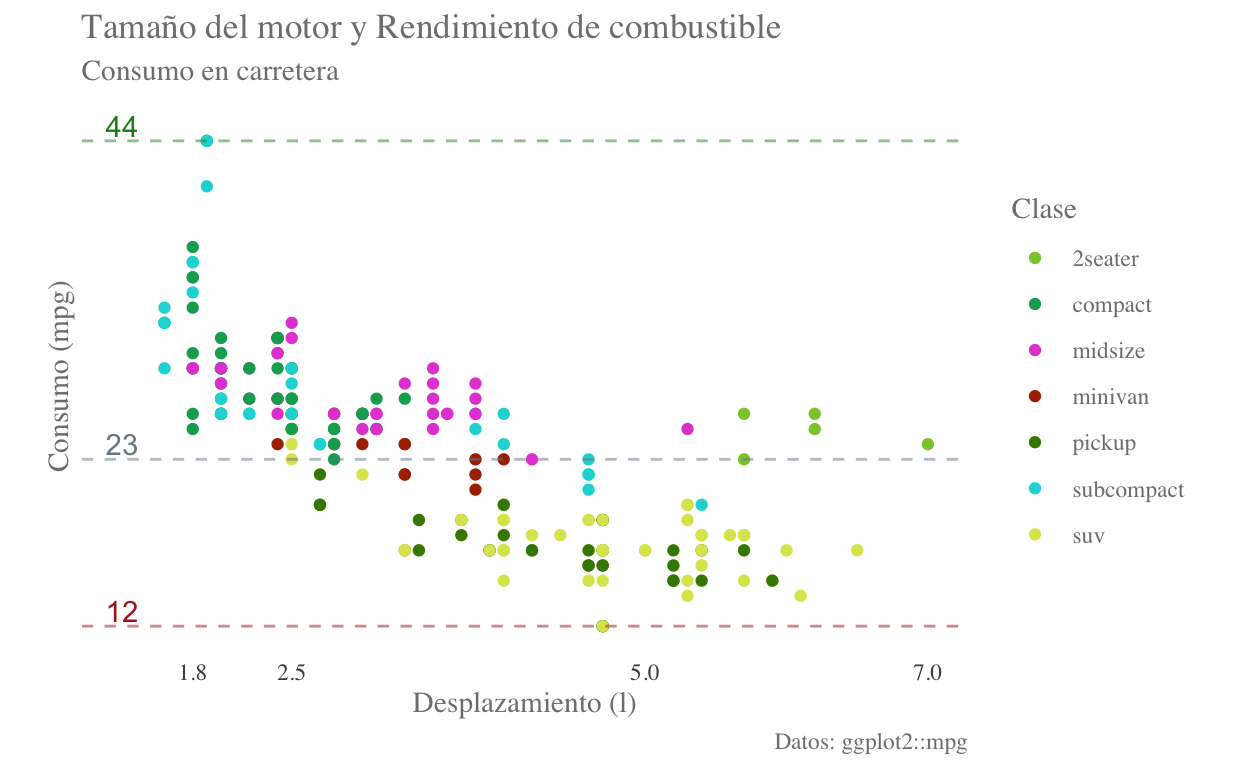 Tamaño del motor y Rendimiento de combustible
Consumo en carretera
44
23
12
Consumo (mpg)
1.8 2.5 5.0 7.0
Desplazamiento (l)
Datos: ggplot2::mpg
Clase
2seater
compact
midsize
minivan
pickup
subcompact
suv